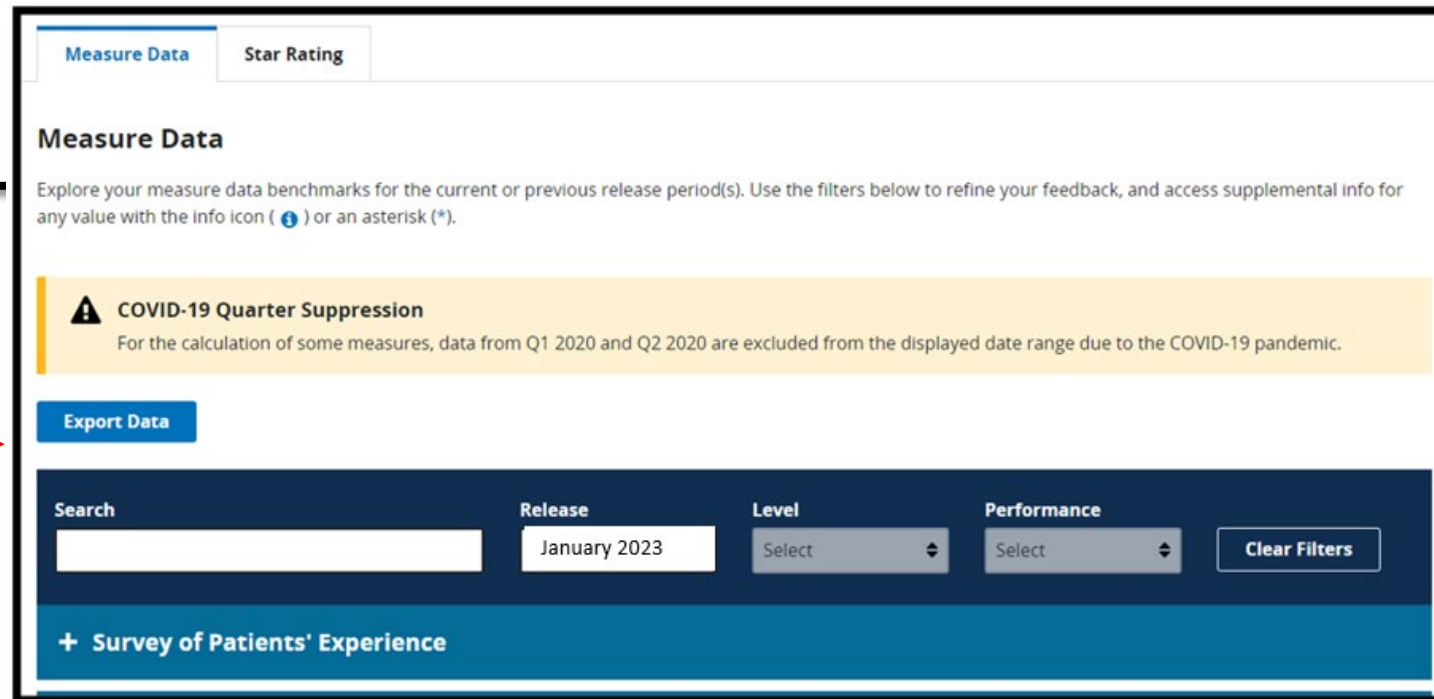 Measure Data Star Rating
Measure Data
Explore your measure data benchmarks for the current or previous release period(s). Use the filters below to refine your feedback, and access supplemental info for
any value with the info icon ( i ) or an asterisk (*).
COVID-19 Quarter Suppression
For the calculation of some measures, data from Q1 2020 and Q2 2020 are excluded from the displayed date range due to the COVID-19 pandemic.
Export Data
Search Release Level Performance
January 2023 Select Select Clear Filters
+ Survey of Patients' Experience